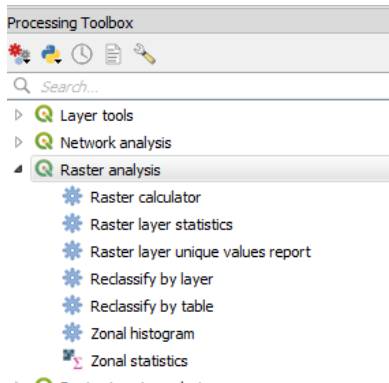 Processing Toolbox
Search...
Layer tools
Network analysis
Raster analysis
Raster calculator
Raster layer statistics
Raster layer unique values report
Reclassify by layer
Reclassify by table
Zonal histogram
Zonal statistics